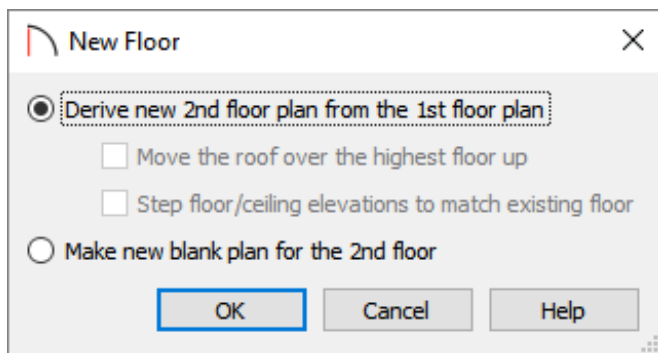 New Floor
Derive new 2nd floor plan from the 1st floor plan
Move the roof over the highest floor up
Step floor/ceiling elevations to match existing floor
Make new blank plan for the 2nd floor
OK Cancel Help